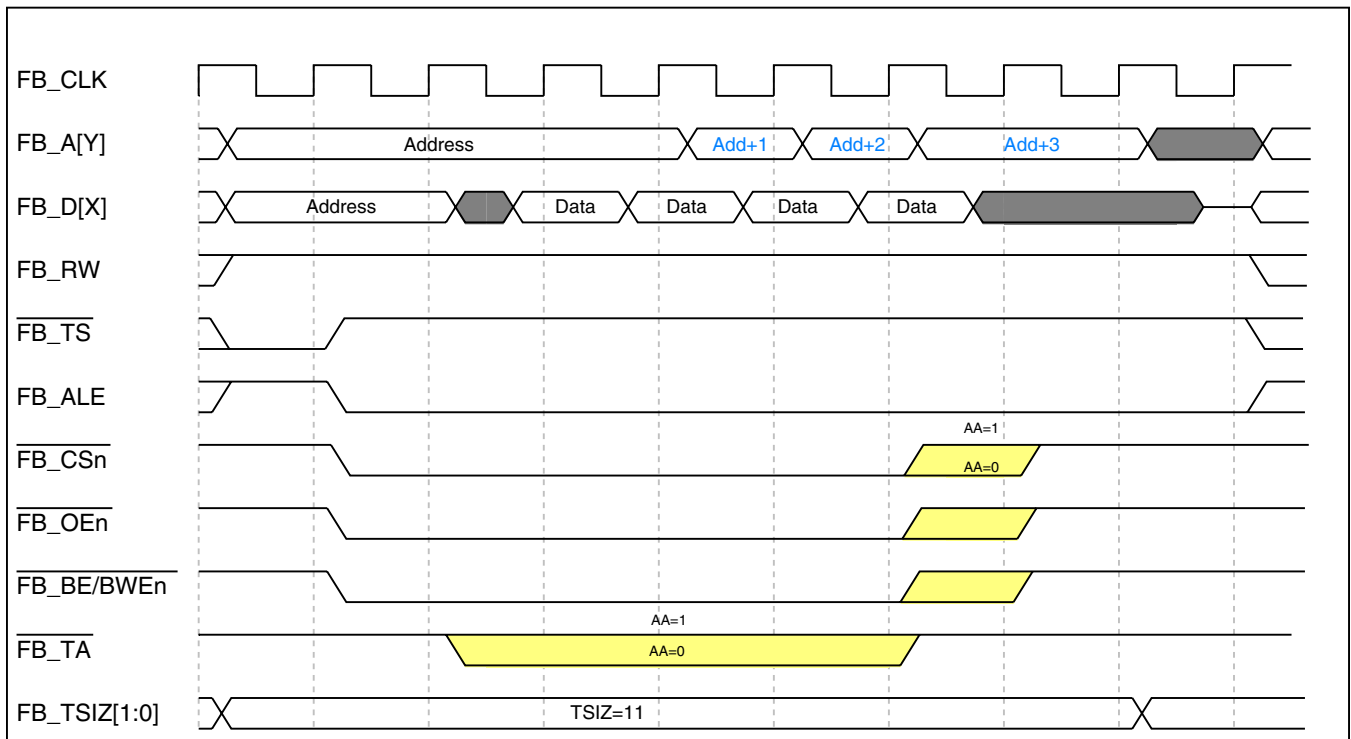 FB_CLK
FB_A[Y] Address Add+1 Add+2 Add+3
FB_D[X] Address Data Data Data Data
FB_RW
FB_TS
FB_ALE
AA=1
FB_CSn AA=0
FB_OEn
FB_BE/BWEn
AA=1
FB_TA AA=0
FB_TSIZ[1:0] TSIZ=11